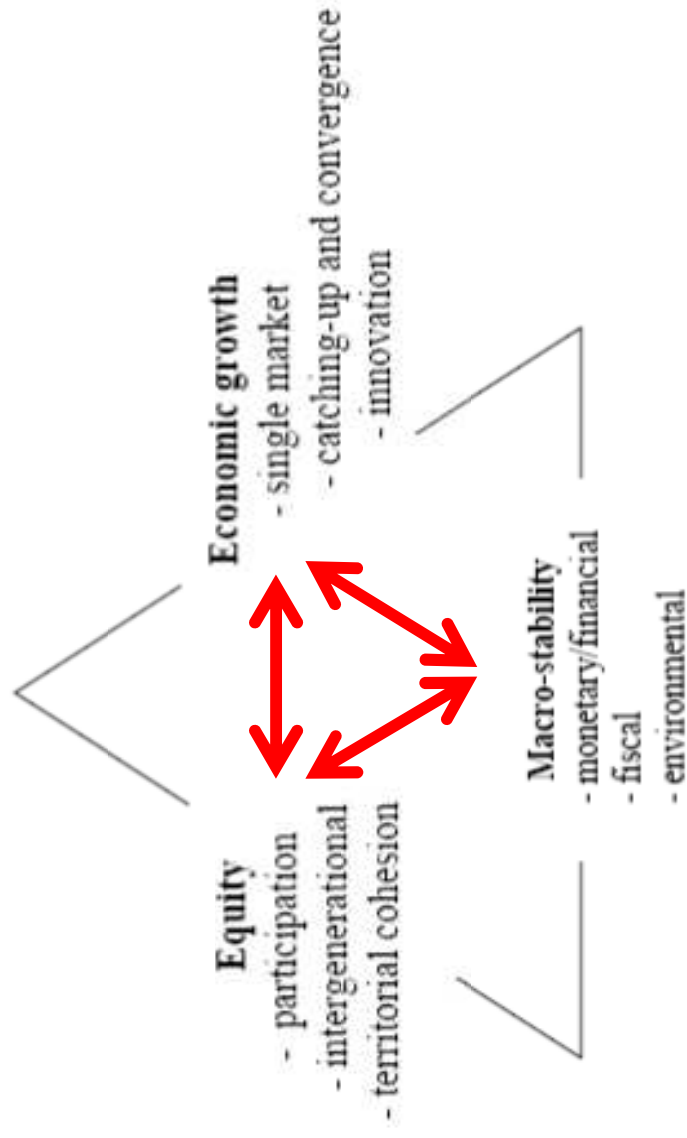 Equity
- participation
- intergenerational
- territorial cohesion
Economic growth
- single market
- catching-up and convergence
- innovation
Macro-stability
- monetary/financial
- fiscal
- environmental